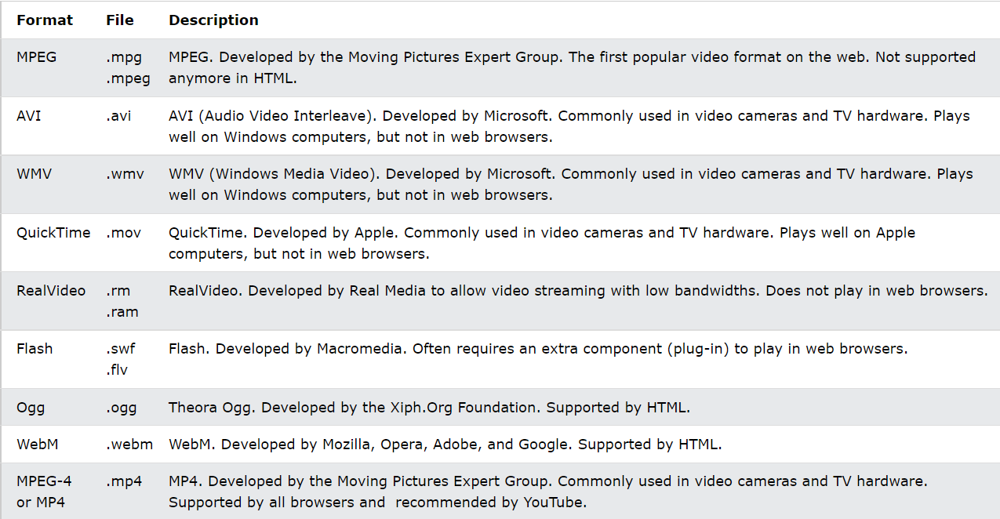 Format File Description
MPEG .mpg MPEG. Developed by the Moving Pictures Expert Group. The first popular video format on the web. Not supported
.mpeg anymore in HTML.
AVI .avi AVI (Audio Video Interleave). Developed by Microsoft. Commonly used in video cameras and TV hardware. Plays
well on Windows computers, but not in web browsers.
WMV .wmv WMV (Windows Media Video). Developed by Microsoft. Commonly used in video cameras and TV hardware. Plays
well on Windows computers, but not in web browsers.
QuickTime .mov QuickTime. Developed by Apple. Commonly used in video cameras and TV hardware. Plays well on Apple
computers, but not in web browsers.
RealVideo .rm RealVideo. Developed by Real Media to allow video streaming with low bandwidths. Does not play in web browsers.
.ram
Flash .swf Flash. Developed by Macromedia. Often requires an extra component (plug-in) to play in web browsers.
.flv
Ogg .ogg Theora Ogg. Developed by the Xiph.Org Foundation. Supported by HTML.
WebM .webm WebM. Developed by Mozilla, Opera, Adobe, and Google. Supported by HTML.
MPEG-4 .mp4 MP4. Developed by the Moving Pictures Expert Group. Commonly used in video cameras and TV hardware.
or MP4 Supported by all browsers and  recommended by YouTube.